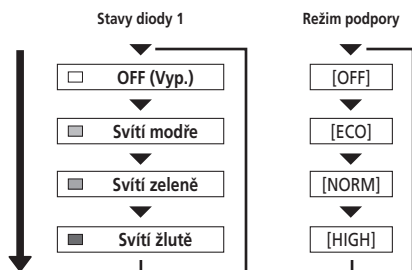 Stavy diody 1
Režim podpory
OFF (Vyp.)
[OFF]
Svítí modře
[ECO]
Svítí zeleně
[NORM]
Svítí žlutě
[HIGH]